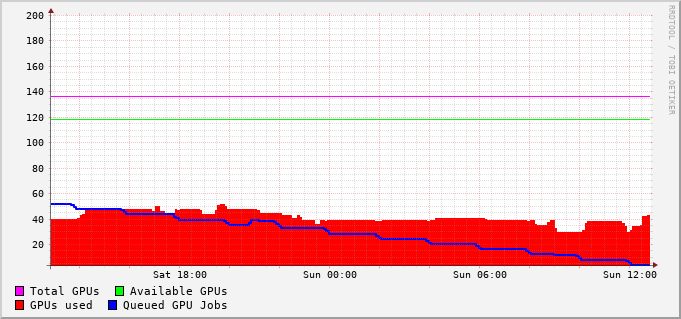 200
180
160
140
120
100
80
60
40
20
Sat 18:00 Sun 00:00 Sun 06:00 Sun 12:00
Total GPUs Available GPUs
GPUs used Queued GPU Jobs
RRDTOOL / TOBI OETIKER